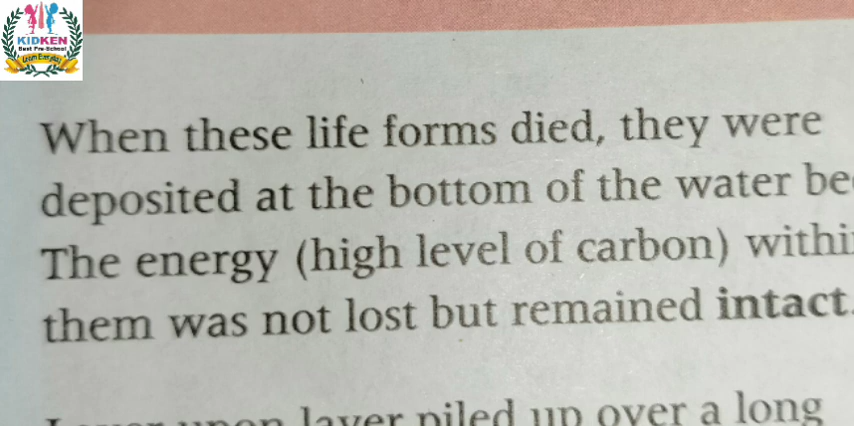 KIDKEN
Best Pre-School
When these life forms died, they were
deposited at the bottom of the water be
The energy (high level of carbon) withi
them was not lost but remained intact.
upon layer piled up over a long